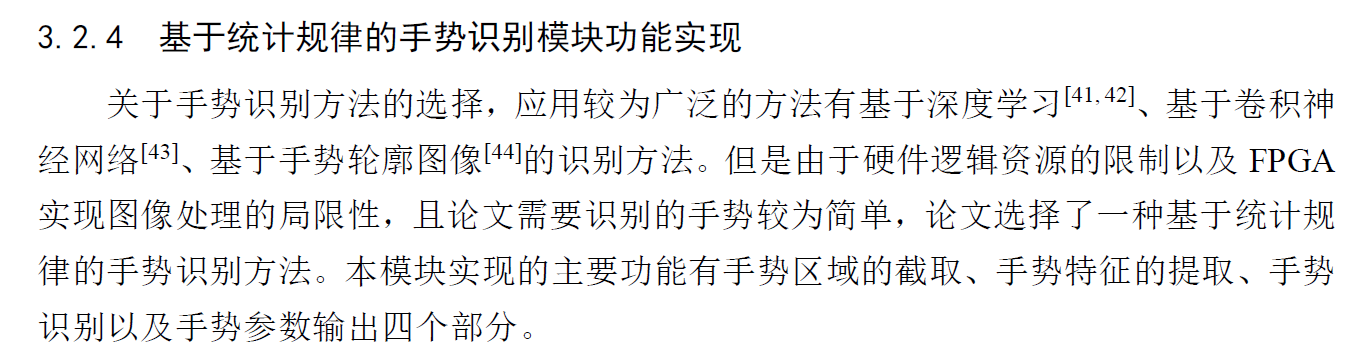 3.2.4 基于统计规律的手势识别模块功能实现
关于手势识别方法的选择，应用较为广泛的方法有基于深度学习[41, 42]、基于卷积神
经网络[43]、基于手势轮廓图像[44]的识别方法。但是由于硬件逻辑资源的限制以及 FPGA
实现图像处理的局限性，且论文需要识别的手势较为简单，论文选择了一种基于统计规
律的手势识别方法。本模块实现的主要功能有手势区域的截取、手势特征的提取、手势
识别以及手势参数输出四个部分。